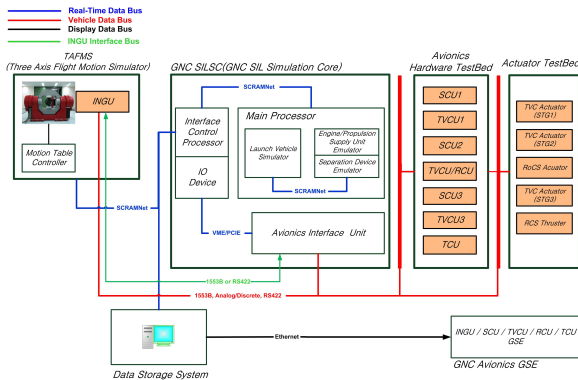 Real-Time Data Bus
Vehicle Data Bus
Display Data Bus
INGU Interface Bus
TAFMS
(Three Axis Flight Motion Simulator)
INGU
Motion Table
Controller
SCRAMNet
GNC SILSC(GNC SIL Simulation Core)
SCRAMNet
Interface
Control
Processor
IO
Device
Main Processor
Launch Vehicle
Simulator
Engine/Propulsion
Supply Unit
Emulator
Separation Device
Emulator
SCRAMNet
VME/PCIE
Avionics Interface Unit
1553B or RS422
1553B, Analog/Discrete, RS422
Avionics
Hardware TestBed
SCU1
TVCU1
SCU2
TVCU/RCU
SCU3
TVCU3
TCU
Actuator TestBed
TVC Actuator
(STG1)
TVC Actuator
(STG2)
RoCS Acuator
TVC Actuator
(STG3)
RCS Thruster
Data Storage System
Ethernet
INGU / SCU / TVCU / RCU / TCU
GSE
GNC Avionics GSE